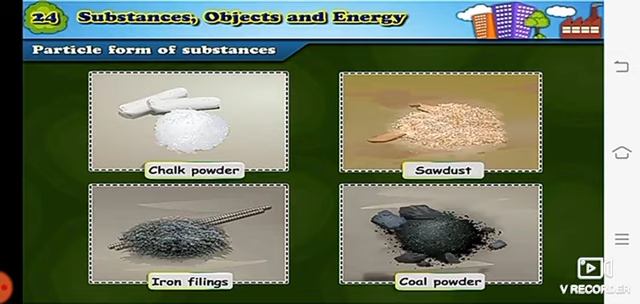 24 Substances, Objects and Energy
Particle form of substances
Chalk powder
Sawdust
Iron filings
Coal powder
V RECORDER